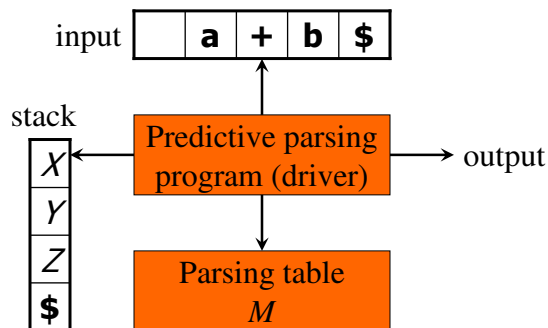 input a + b $
stack
X
Y
Z
$
Predictive parsing
program (driver)
output
Parsing table
M